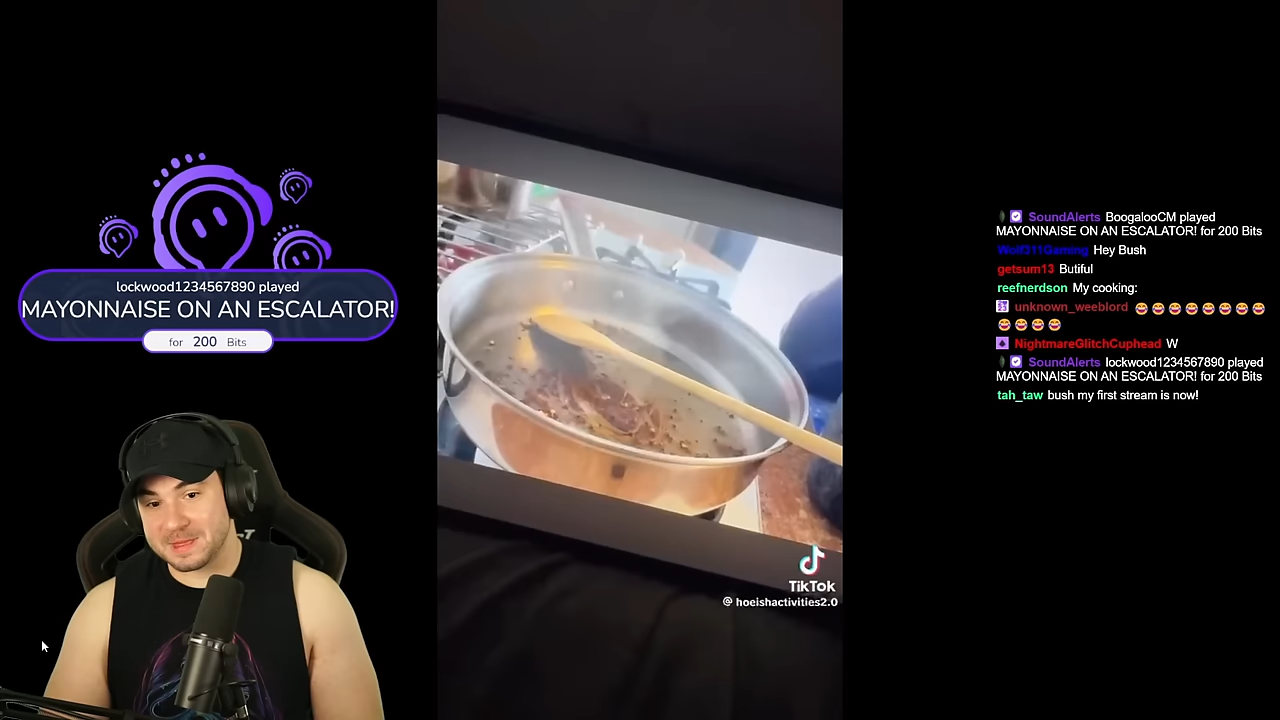 lockwood1234567890 played
MAYONNAISE ON AN ESCALATOR!
for 200 Bits
TikTok
@ hoeishactivities2.0
SoundAlerts BoogalooCM played
MAYONNAISE ON AN ESCALATOR! for 200 Bits
Wolf311Gaming Hey Bush
getsum13 Butiful
reefnerdson My cooking:
unknown_weeblord 😂😂😂😂😂😂😂😂
😂😂😂😂
NightmareGlitchCuphead W
SoundAlerts lockwood1234567890 played
MAYONNAISE ON AN ESCALATOR! for 200 Bits
tah_taw bush my first stream is now!